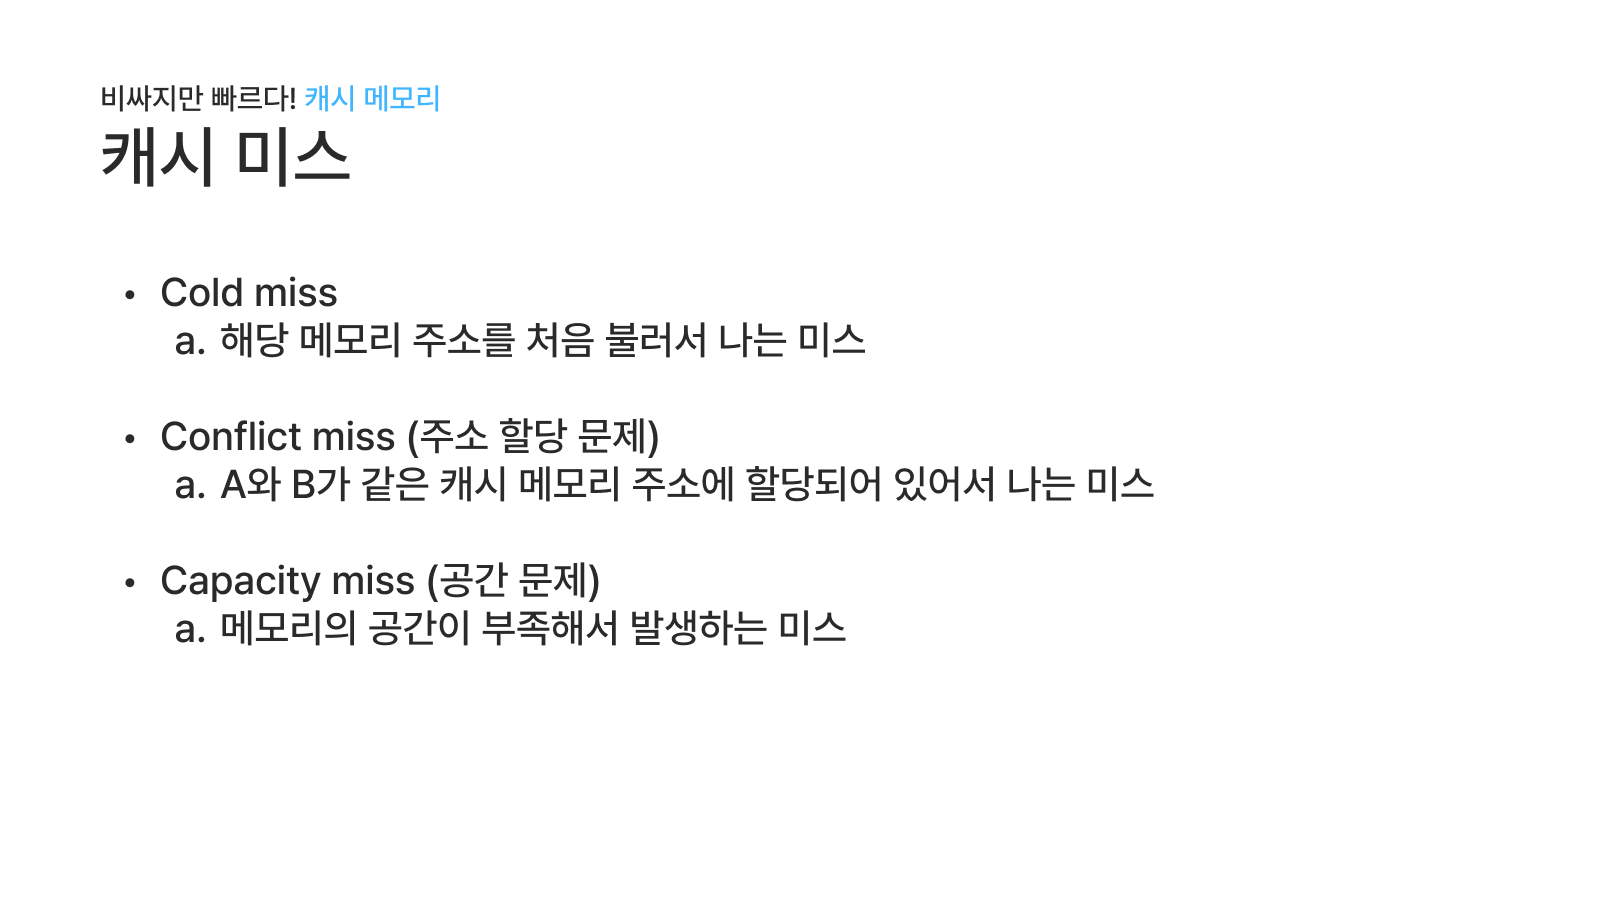 비싸지만 빠르다! 캐시 메모리
캐시 미스
• Cold miss
a. 해당 메모리 주소를 처음 불러서 나는 미스
• Conflict miss (주소 할당 문제)
a. A와 B가 같은 캐시 메모리 주소에 할당되어 있어서 나는 미스
• Capacity miss (공간 문제)
a. 메모리의 공간이 부족해서 발생하는 미스